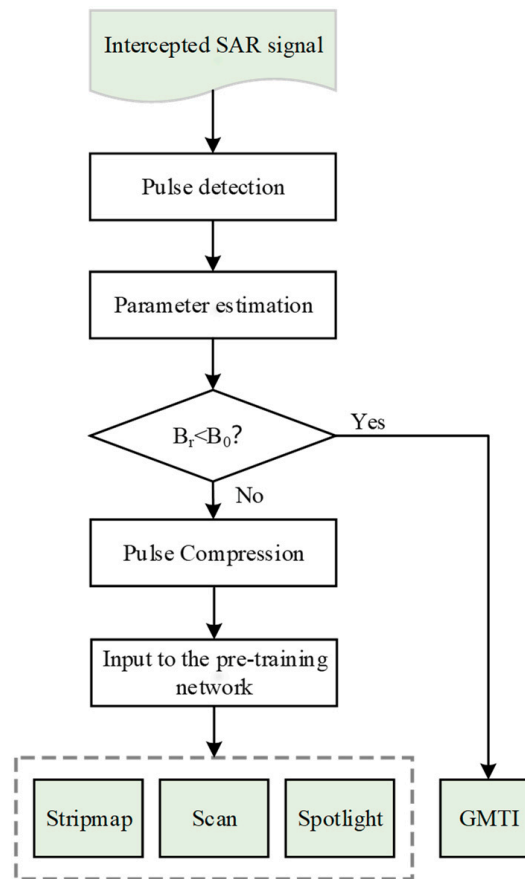 Intercepted SAR signal
Pulse detection
Parameter estimation
Bᵣ<B₀?
Yes
No
Pulse Compression
Input to the pre-training
network
Stripmap
Scan
Spotlight
GMTI